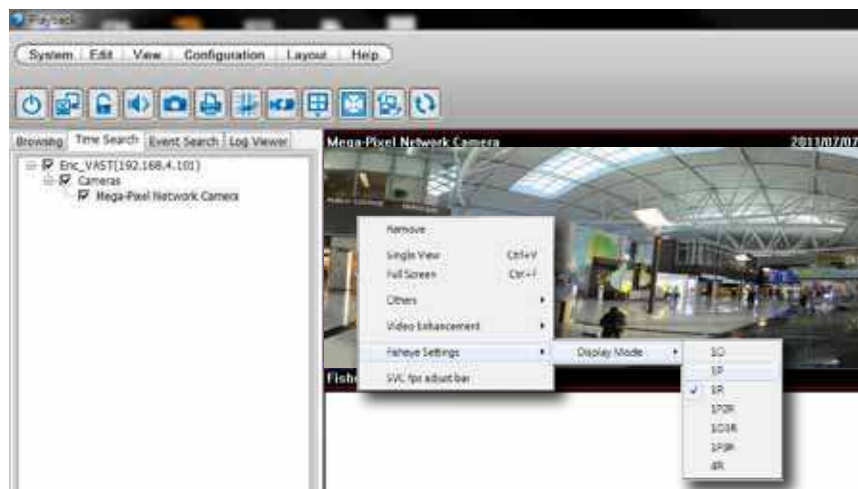 Playback
System Edit View Configuration Layout Help
Browsing Time Search Event Search Log Viewer
Mega-Pixel Network Camera 2011/07/07
Eric_VAST(192.168.4.101)
Cameras
Mega-Pixel Network Camera
Remove
Single View Ctrl+V
Full Screen Ctrl+F
Others
Video Enhancement
Fisheye Settings
Display Mode
1O
1P
1R
1P2R
1O3R
1P3R
4R
SVC fps adjust bar
Fishe